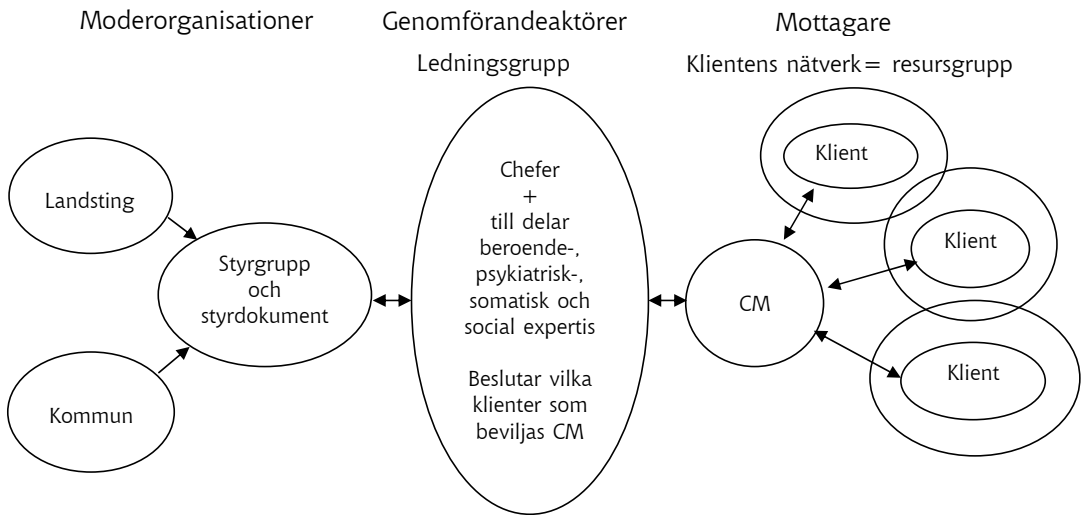 Moderorganisationer
Genomförandeaktörer
Mottagare
Ledningsgrupp
Klientens nätverk= resursgrupp
Landsting
Kommun
Styrgrupp
och
styrdokument
Chefer
+
till delar
beroende-,
psykiatrisk-,
somatisk och
social expertis
Beslutar vilka
klienter som
beviljas CM
CM
Klient
Klient
Klient